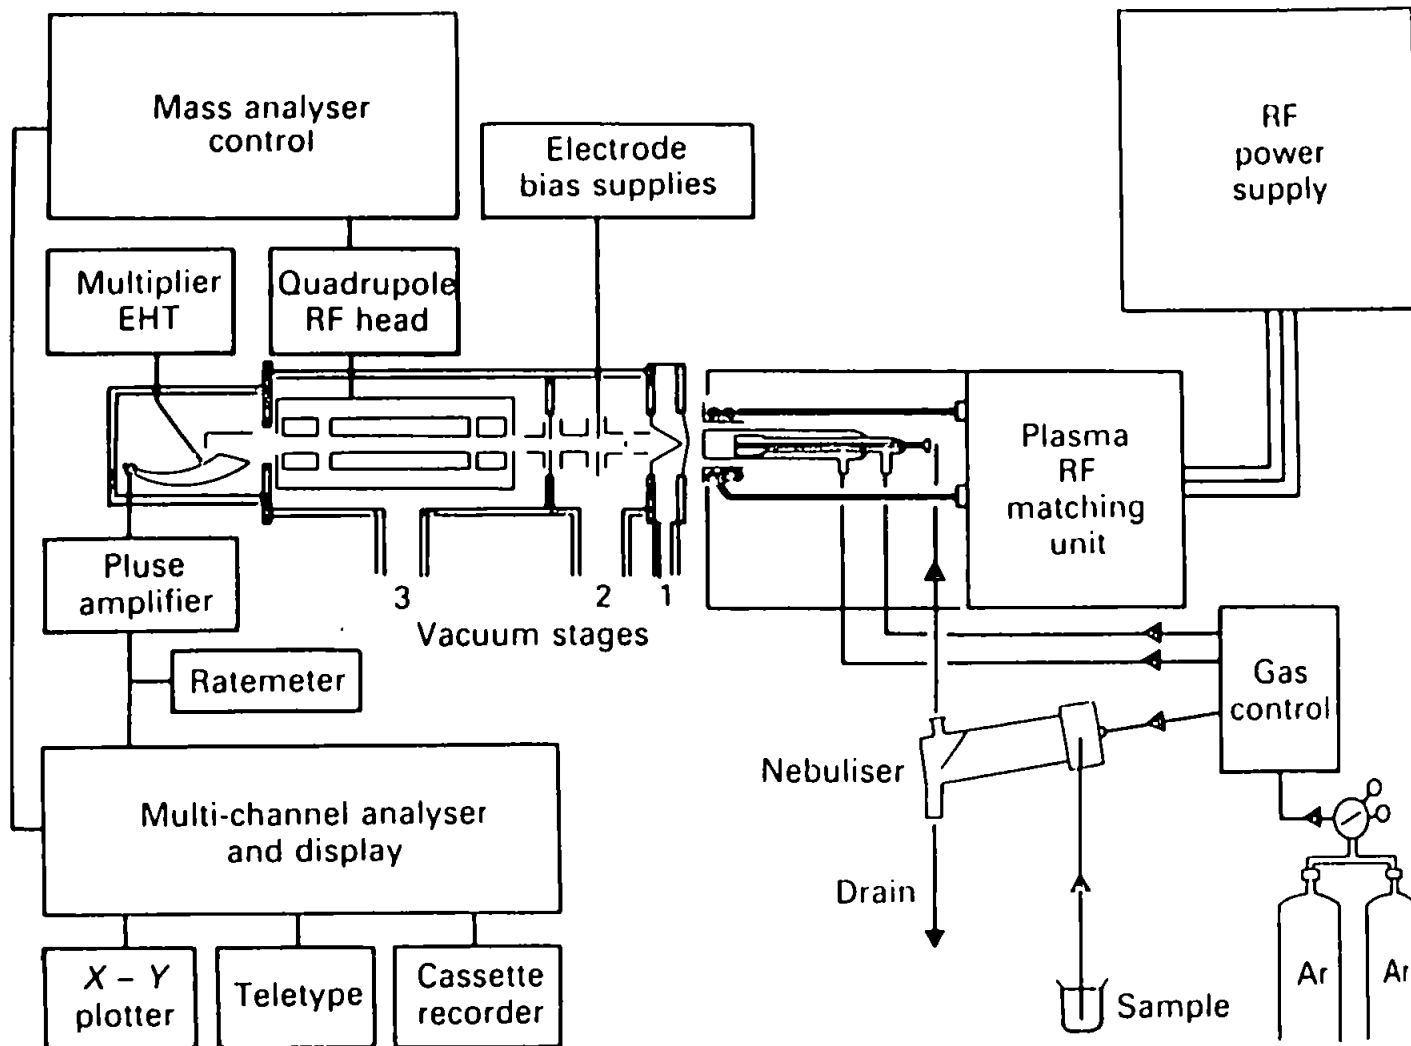 Mass analyser
control
Electrode
bias supplies
RF
power
supply
Multiplier
EHT
Quadrupole
RF head
Plasma
RF
matching
unit
Pluse
amplifier
3
2
1
Vacuum stages
Ratemeter
Gas
control
Nebuliser
Multi-channel analyser
and display
Drain
X – Y
plotter
Teletype
Cassette
recorder
Sample
Ar
Ar